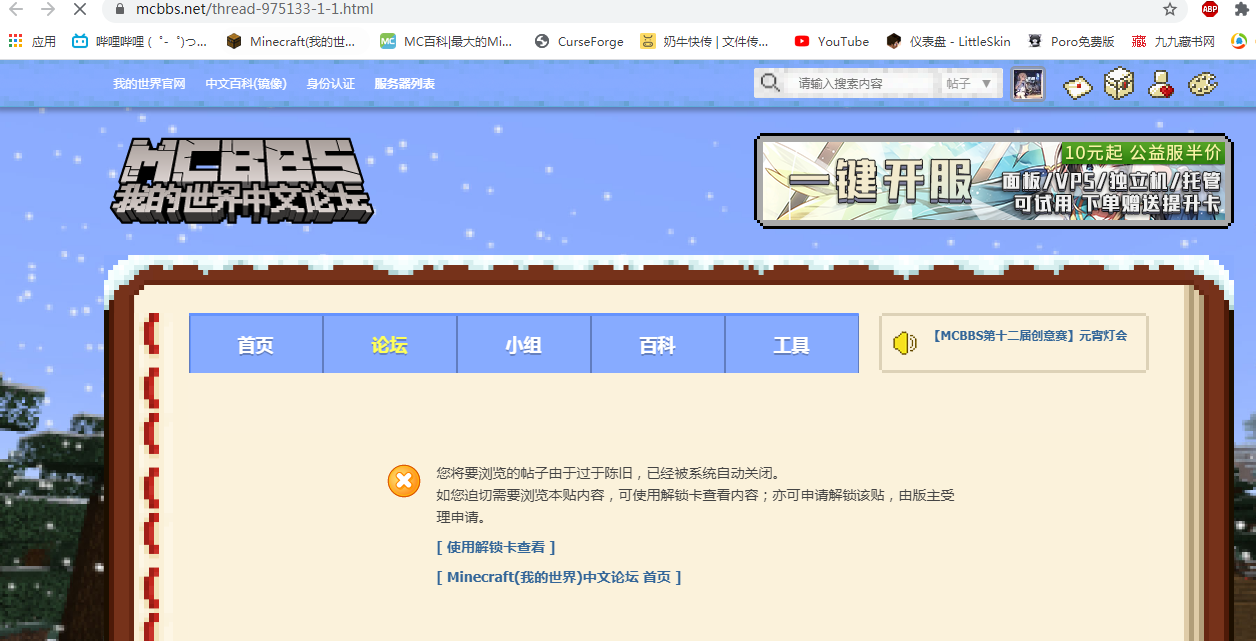 mcbbs.net/thread-975133-1-1.html
ABP
应用
哔哩哔哩 ( ゜- ゜)つ...
Minecraft(我的世...
MC百科|最大的Mi...
CurseForge
奶牛快传 | 文件传...
YouTube
仪表盘 - LittleSkin
Poro免费版
藏 九九藏书网
我的世界官网 中文百科(镜像) 身份认证 服务器列表
请输入搜索内容 帖子 ▼
MCBBS
我的世界中文论坛
一键开服
10元起 公益服半价
面板/VPS/独立机/托管
可试用 下单赠送提升卡
首页 论坛 小组 百科 工具
【MCBBS第十二届创意赛】元宵灯会
您将要浏览的帖子由于过于陈旧，已经被系统自动关闭。
如您迫切需要浏览本贴内容，可使用解锁卡查看内容；亦可申请解锁该贴，由版主受
理申请。
[ 使用解锁卡查看 ]
[ Minecraft(我的世界)中文论坛 首页 ]